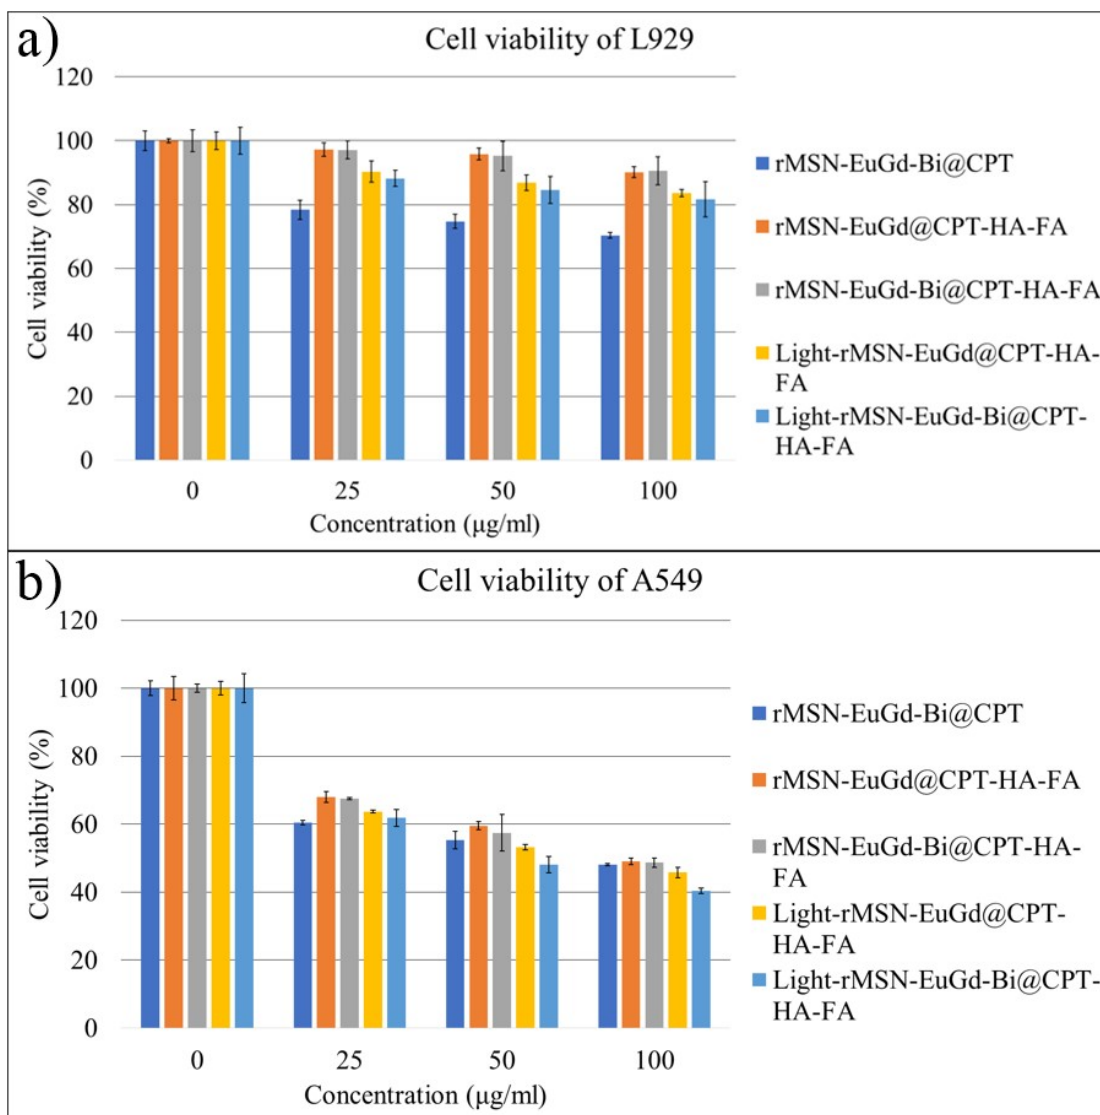 a)
Cell viability of L929
120
100
80
60
40
20
0
Cell viability (%)
0 25 50 100
Concentration (μg/ml)
rMSN-EuGd-Bi@CPT
rMSN-EuGd@CPT-HA-FA
rMSN-EuGd-Bi@CPT-HA-FA
Light-rMSN-EuGd@CPT-HA-
FA
Light-rMSN-EuGd-Bi@CPT-
HA-FA
b)
Cell viability of A549
120
100
80
60
40
20
0
Cell viability (%)
0 25 50 100
Concentration (μg/ml)
rMSN-EuGd-Bi@CPT
rMSN-EuGd@CPT-HA-FA
rMSN-EuGd-Bi@CPT-HA-
FA
Light-rMSN-EuGd@CPT-
HA-FA
Light-rMSN-EuGd-Bi@CPT-
HA-FA